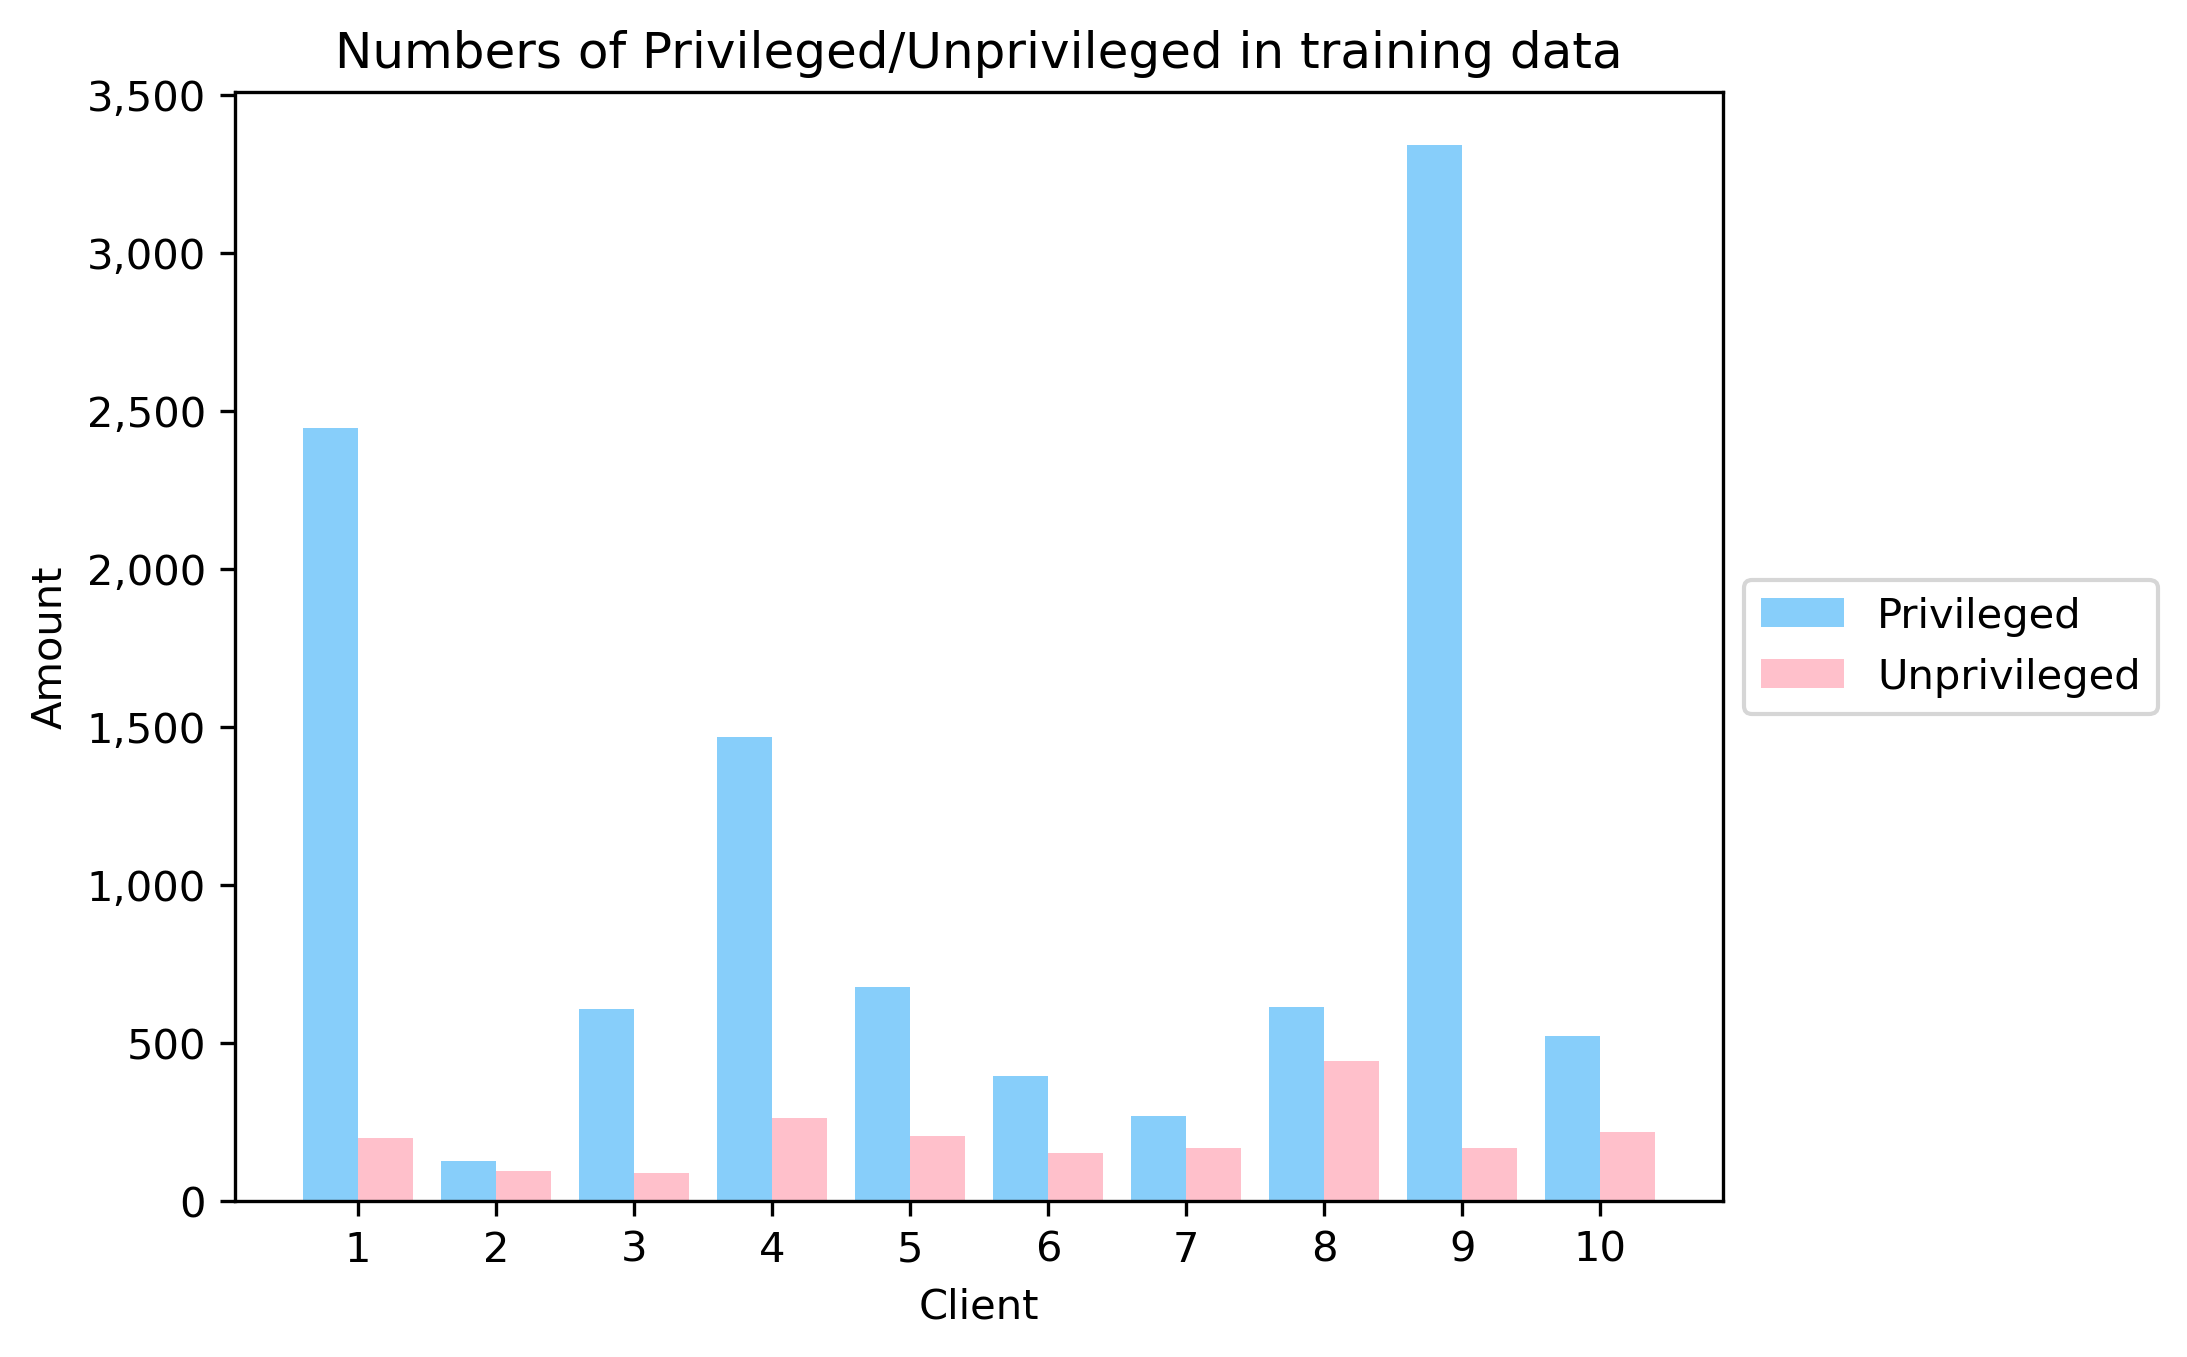 Numbers of Privileged/Unprivileged in training data
3,500
3,000
2,500
2,000
1,500
1,000
500
0
Amount
1 2 3 4 5 6 7 8 9 10
Client
Privileged
Unprivileged